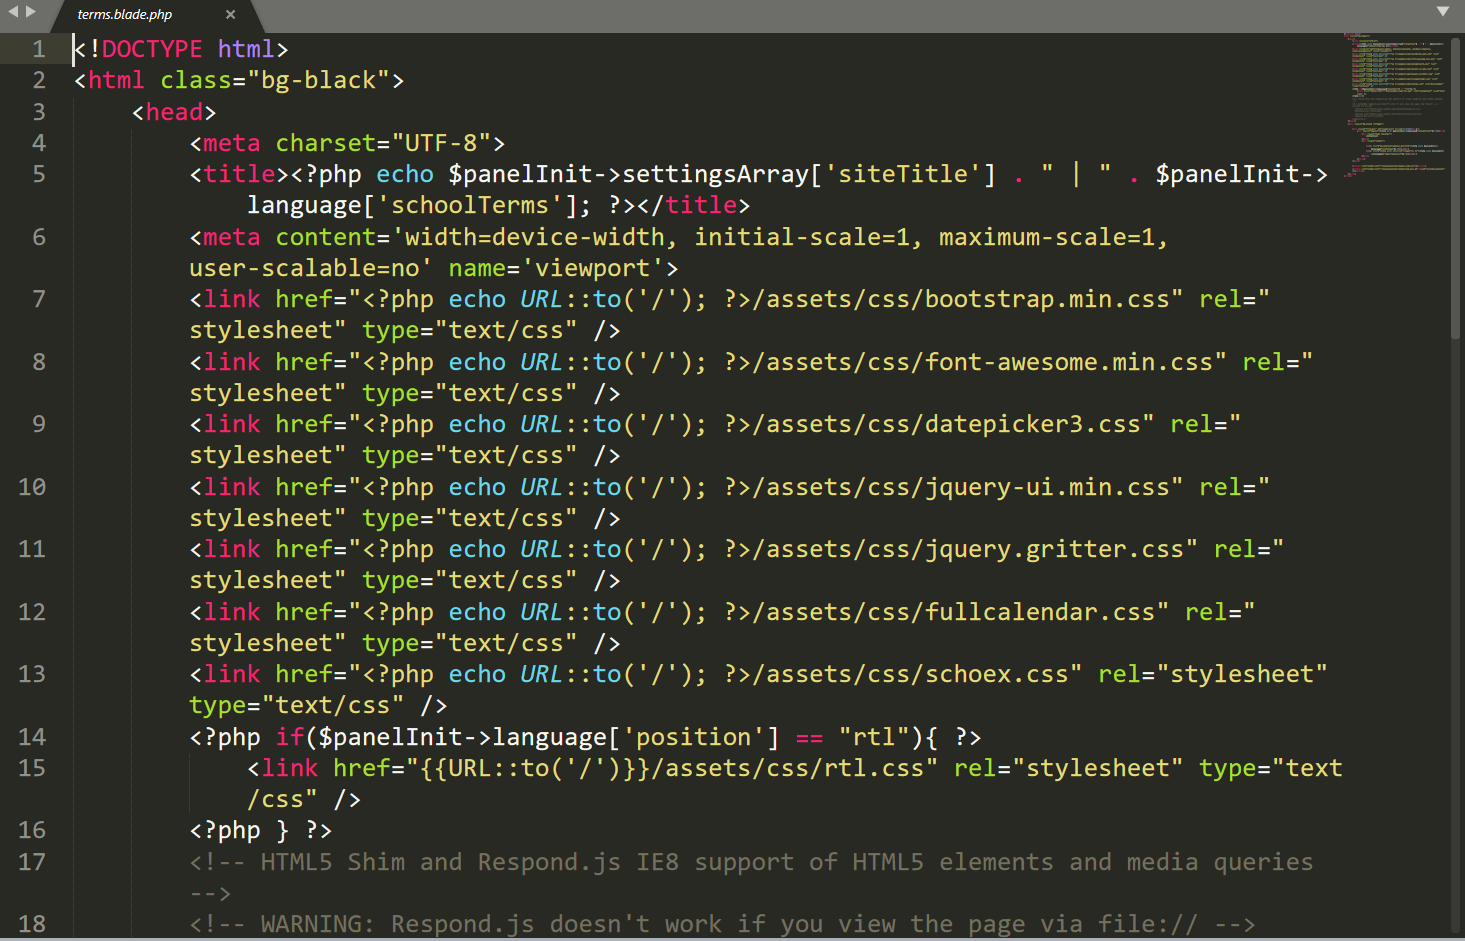 terms.blade.php ×
1 <!DOCTYPE html>
2 <html class="bg-black">
3 <head>
4 <meta charset="UTF-8">
5 <title><?php echo $panelInit->settingsArray['siteTitle'] . " | " . $panelInit->
language['schoolTerms']; ?></title>
6 <meta content='width=device-width, initial-scale=1, maximum-scale=1,
user-scalable=no' name='viewport'>
7 <link href="<?php echo URL::to('/'); ?>/assets/css/bootstrap.min.css" rel="
stylesheet" type="text/css" />
8 <link href="<?php echo URL::to('/'); ?>/assets/css/font-awesome.min.css" rel="
stylesheet" type="text/css" />
9 <link href="<?php echo URL::to('/'); ?>/assets/css/datepicker3.css" rel="
stylesheet" type="text/css" />
10 <link href="<?php echo URL::to('/'); ?>/assets/css/jquery-ui.min.css" rel="
stylesheet" type="text/css" />
11 <link href="<?php echo URL::to('/'); ?>/assets/css/jquery.gritter.css" rel="
stylesheet" type="text/css" />
12 <link href="<?php echo URL::to('/'); ?>/assets/css/fullcalendar.css" rel="
stylesheet" type="text/css" />
13 <link href="<?php echo URL::to('/'); ?>/assets/css/schoex.css" rel="stylesheet"
type="text/css" />
14 <?php if($panelInit->language['position'] == "rtl"){ ?>
15 <link href="{{URL::to('/')}}/assets/css/rtl.css" rel="stylesheet" type="text
/css" />
16 <?php } ?>
17 <!-- HTML5 Shim and Respond.js IE8 support of HTML5 elements and media queries
-->
18 <!-- WARNING: Respond.js doesn't work if you view the page via file:// -->